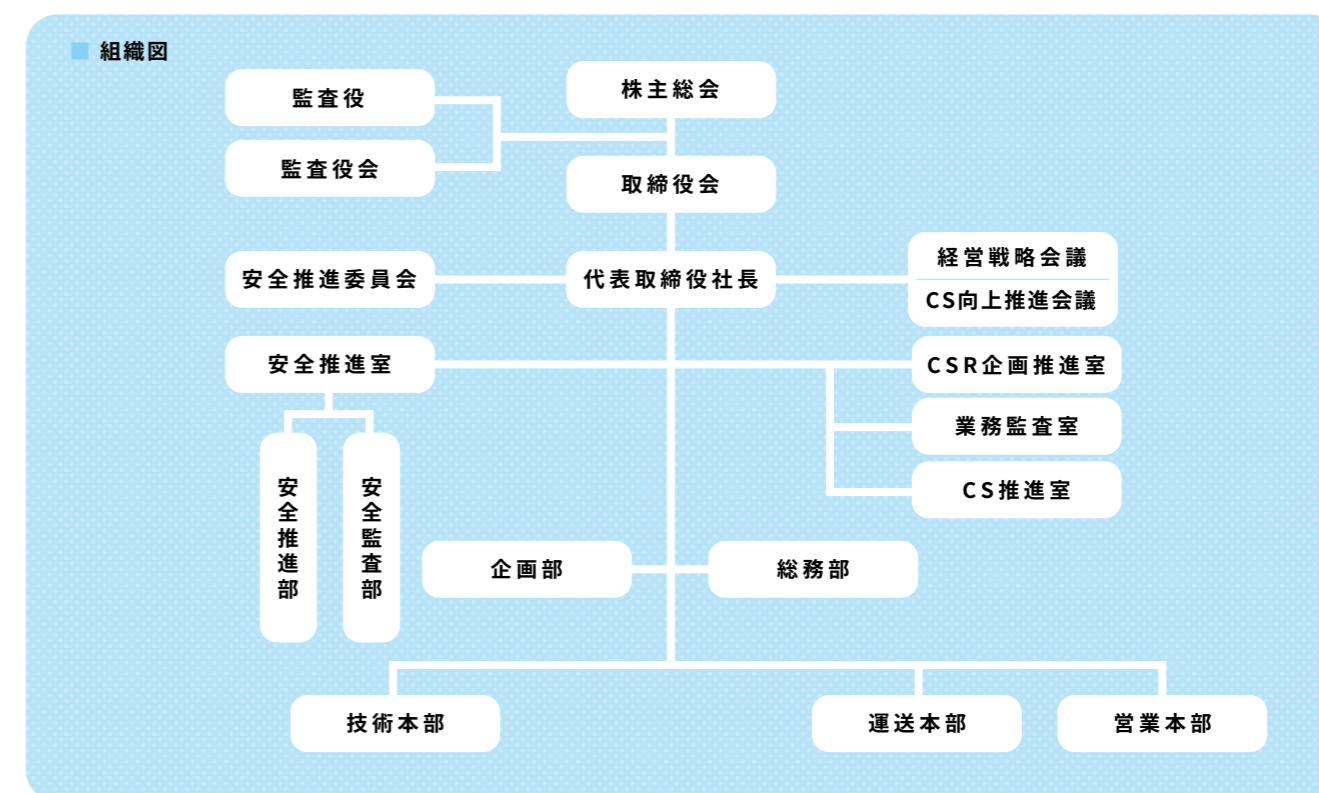 組織図
監査役
株主総会
監査役会
取締役会
安全推進委員会
代表取締役社長
経営戦略会議
CS向上推進会議
安全推進室
CSR企画推進室
業務監査室
CS推進室
安全推進部
安全監査部
企画部
総務部
技術本部
運送本部
営業本部